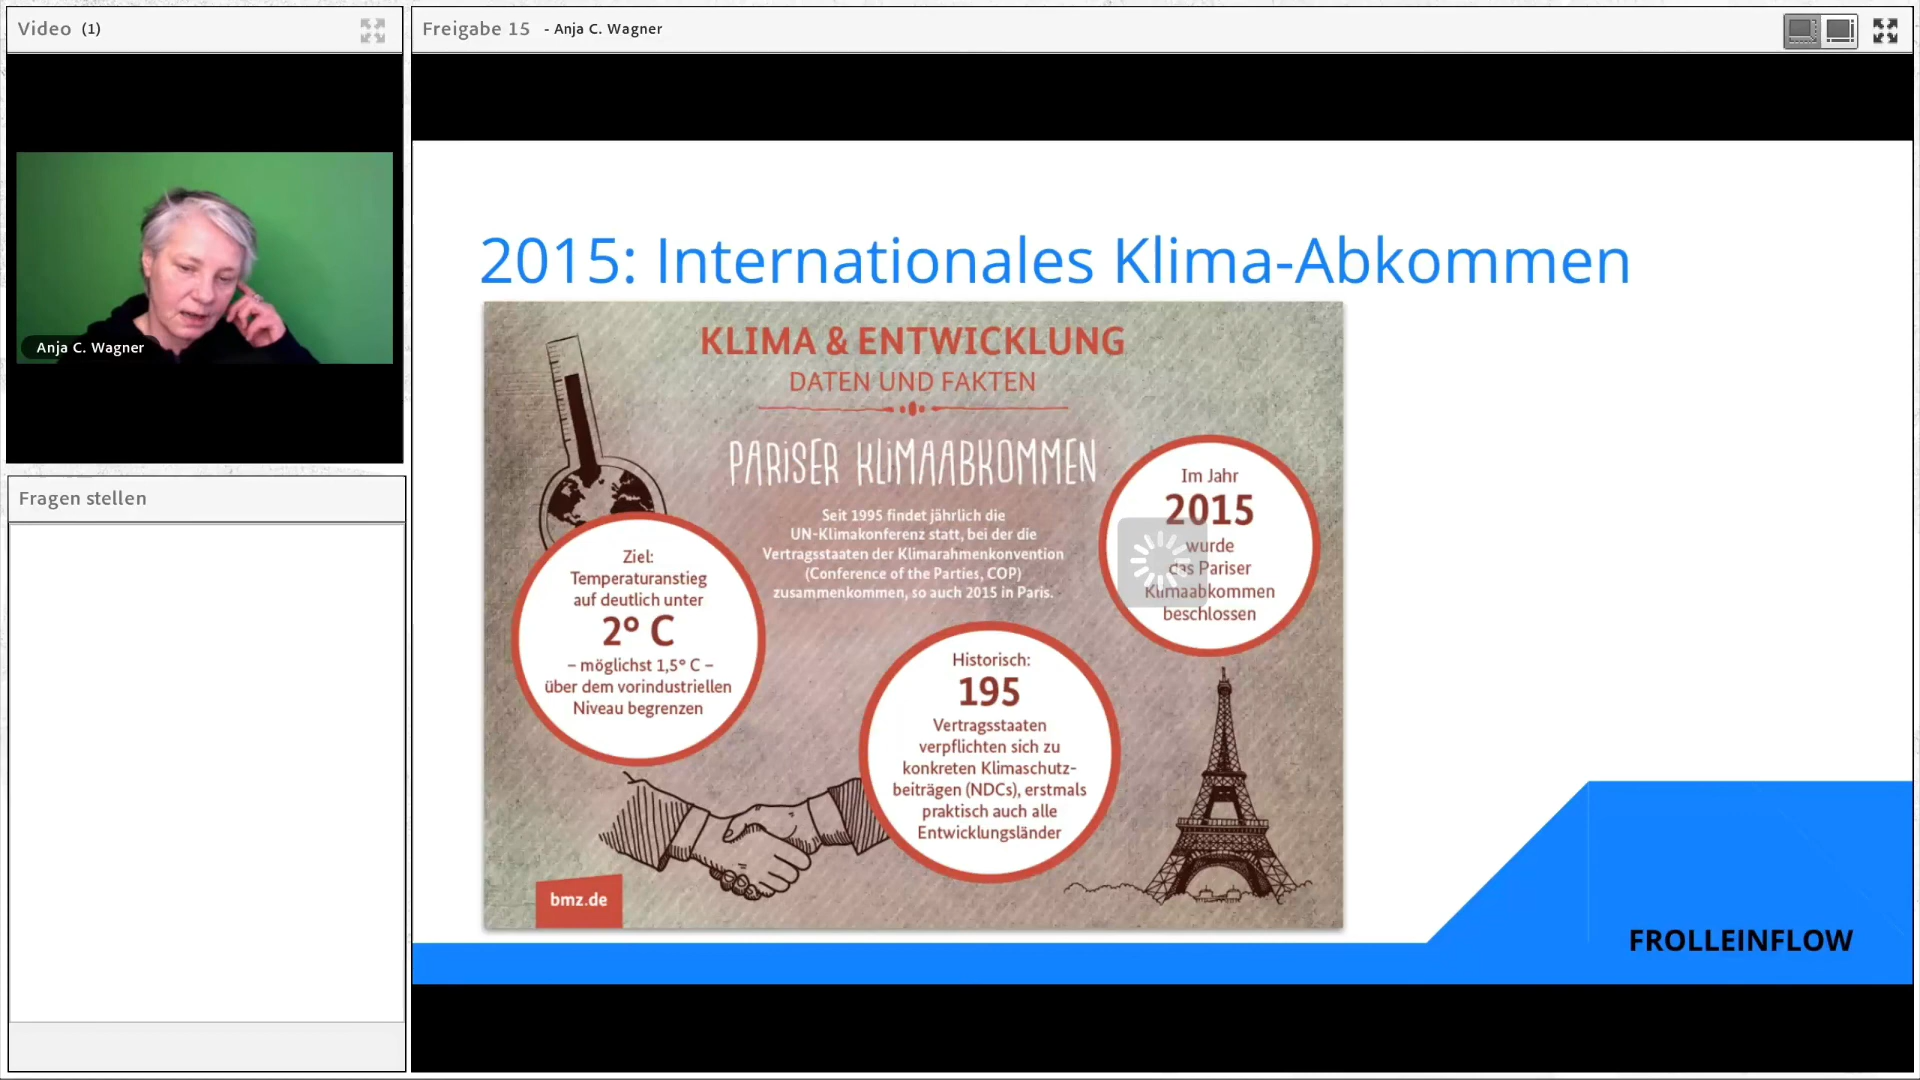 Video (1)
Freigabe 15 - Anja C. Wagner
Anja C. Wagner
Fragen stellen
2015: Internationales Klima-Abkommen
KLIMA & ENTWICKLUNG
DATEN UND FAKTEN
PARiSER KLiMAABKOMMEN
Seit 1995 findet jährlich die
UN-Klimakonferenz statt, bei der die
Vertragsstaaten der Klimarahmenkonvention
(Conference of the Parties, COP)
zusammenkommen, so auch 2015 in Paris.
Im Jahr
2015
wurde
das Pariser
Klimaabkommen
beschlossen
Ziel:
Temperaturanstieg
auf deutlich unter
2° C
– möglichst 1,5° C –
über dem vorindustriellen
Niveau begrenzen
Historisch:
195
Vertragsstaaten
verpflichten sich zu
konkreten Klimaschutz-
beiträgen (NDCs), erstmals
praktisch auch alle
Entwicklungsländer
bmz.de
FROLLEINFLOW